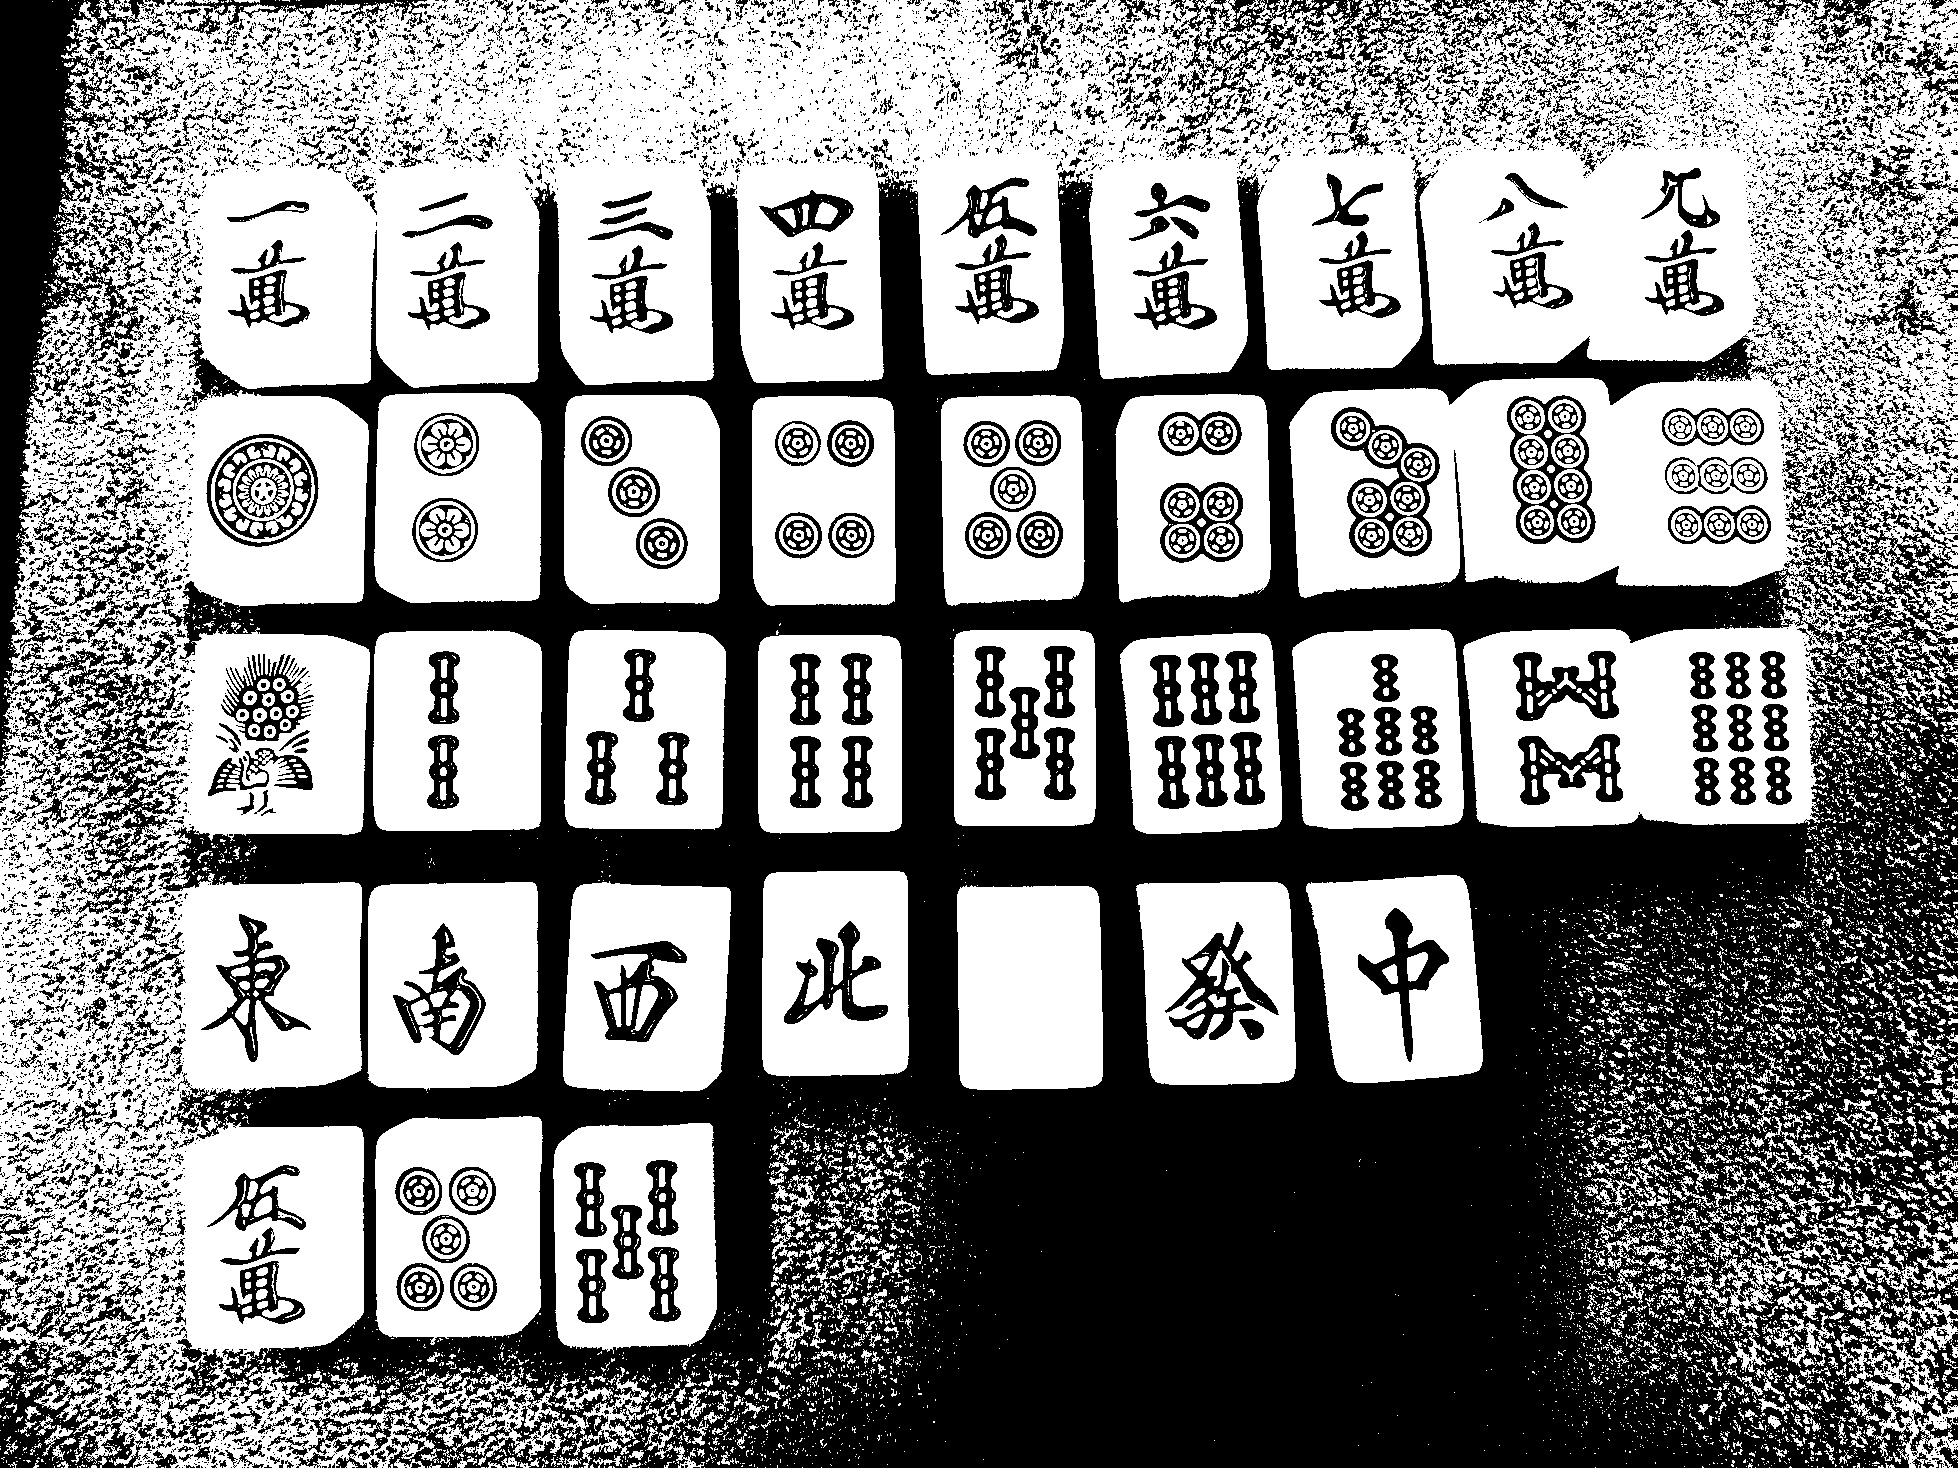 一萬 二萬 三萬 四萬 伍萬 六萬 七萬 八萬 九萬
東 南 西 北 發 中
伍萬